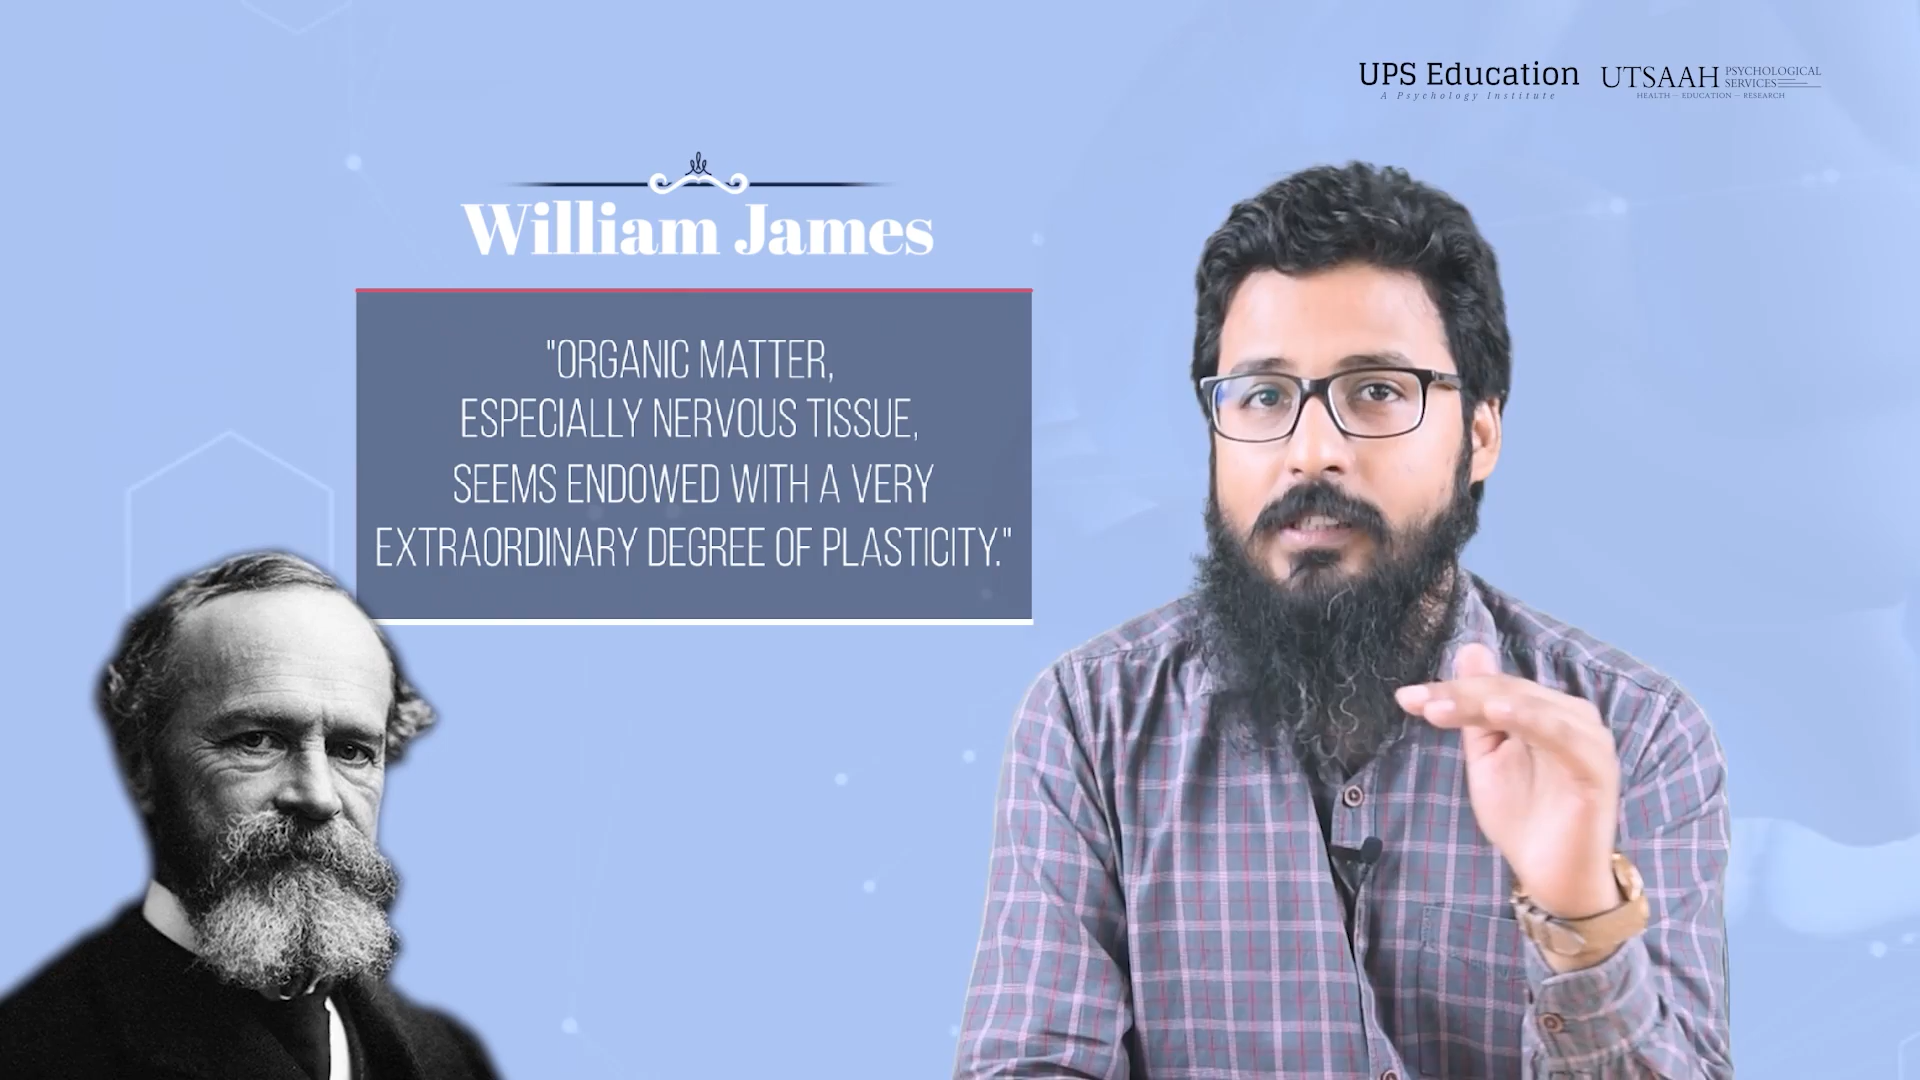 UPS Education
A Psychology Institute
UTSAAH PSYCHOLOGICAL
SERVICES
HEALTH — EDUCATION — RESEARCH
William James
"ORGANIC MATTER,
ESPECIALLY NERVOUS TISSUE,
SEEMS ENDOWED WITH A VERY
EXTRAORDINARY DEGREE OF PLASTICITY."